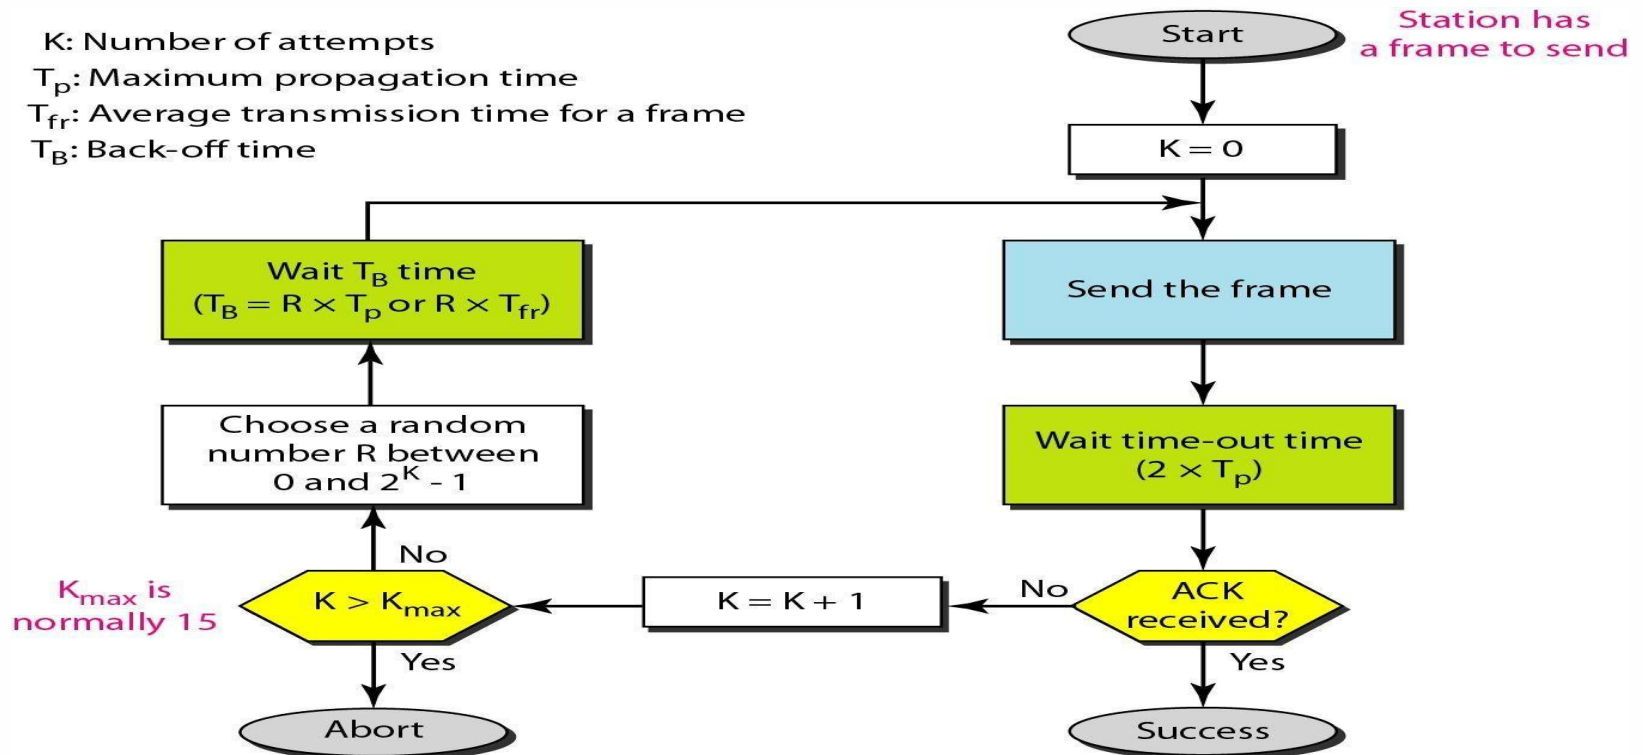 K: Number of attempts
Tp: Maximum propagation time
Tfr: Average transmission time for a frame
TB: Back-off time
Start
Station has
a frame to send
K = 0
Wait TB time
(TB = R × Tp or R × Tfr)
Send the frame
Choose a random
number R between
0 and 2^K - 1
Wait time-out time
(2 × Tp)
No
Kmax is
normally 15
K > Kmax
K = K + 1
No
ACK
received?
Yes
Yes
Abort
Success